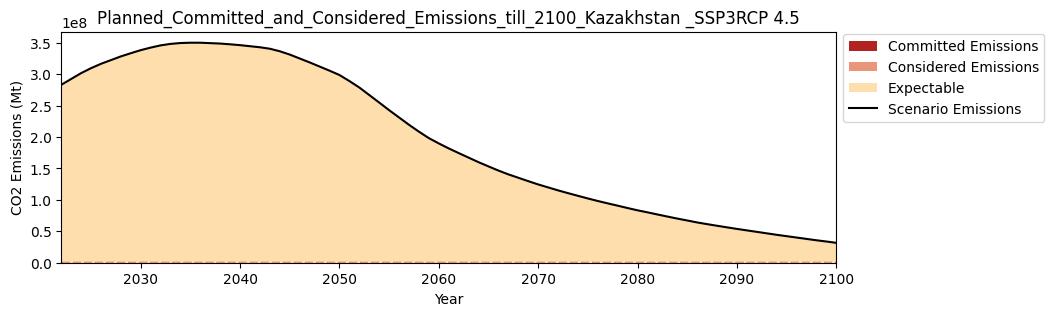 Planned_Committed_and_Considered_Emissions_till_2100_Kazakhstan _SSP3RCP 4.5
1e8
3.5
3.0
2.5
2.0
1.5
1.0
0.5
0.0
CO2 Emissions (Mt)
2030 2040 2050 2060 2070 2080 2090 2100
Year
Committed Emissions
Considered Emissions
Expectable
Scenario Emissions